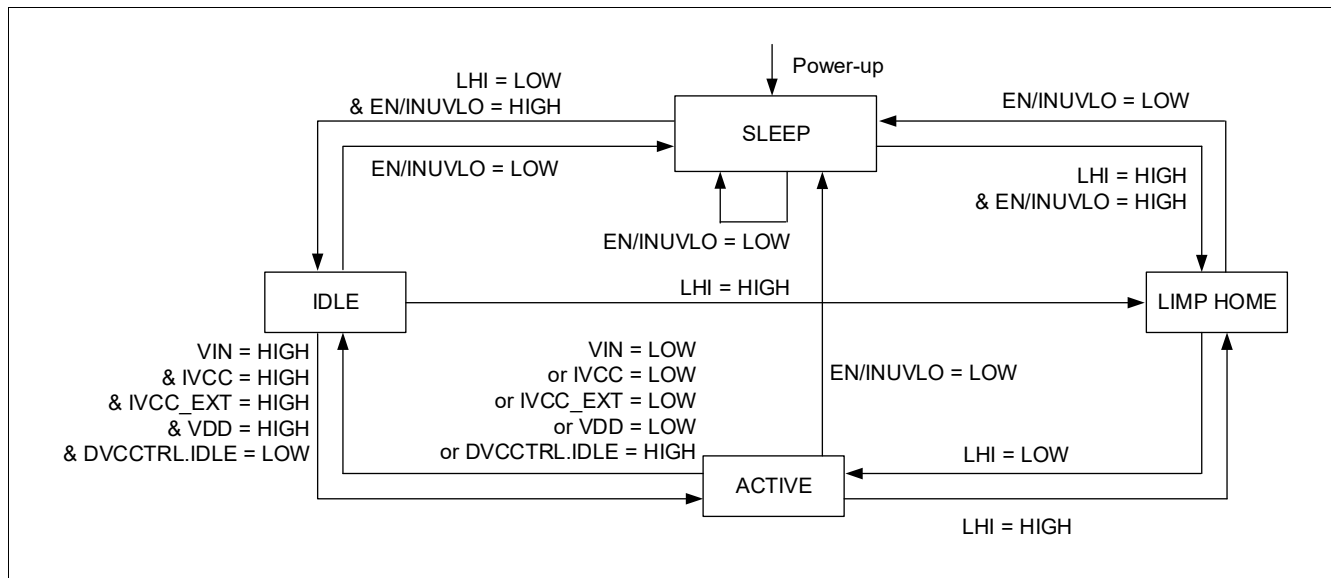 Power-up
LHI = LOW
& EN/INUVLO = HIGH
EN/INUVLO = LOW
SLEEP
EN/INUVLO = LOW
LHI = HIGH
& EN/INUVLO = HIGH
EN/INUVLO = LOW
IDLE
LHI = HIGH
LIMP HOME
VIN = HIGH
& IVCC = HIGH
& IVCC_EXT = HIGH
& VDD = HIGH
& DVCCTRL.IDLE = LOW
VIN = LOW
or IVCC = LOW
or IVCC_EXT = LOW
or VDD = LOW
or DVCCTRL.IDLE = HIGH
EN/INUVLO = LOW
LHI = LOW
ACTIVE
LHI = HIGH